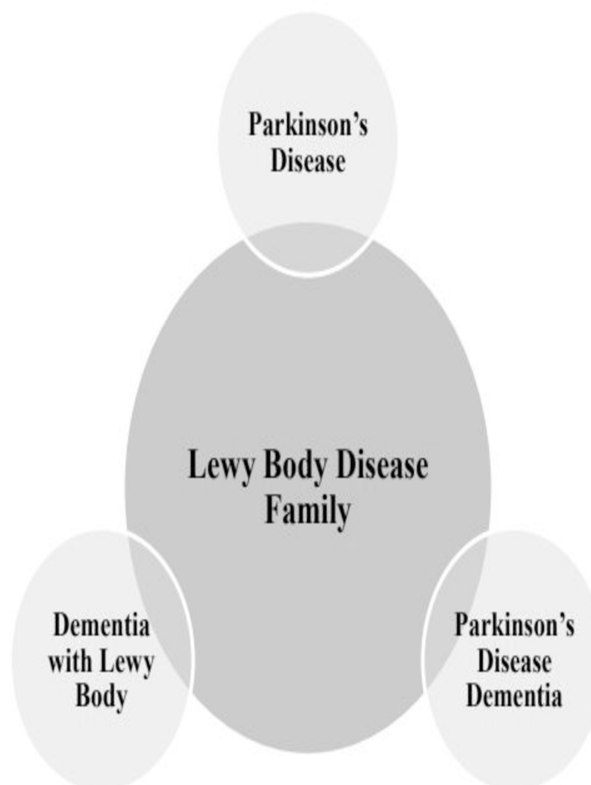 Parkinson’s
Disease
Lewy Body Disease
Family
Dementia
with Lewy
Body
Parkinson’s
Disease
Dementia